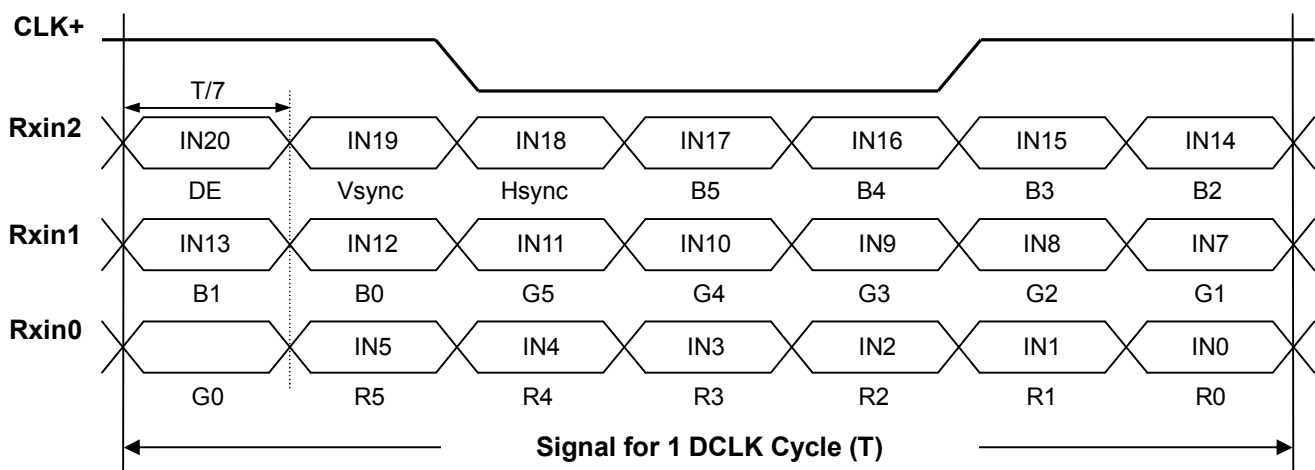 CLK+
T/7
Rxin2 IN20 IN19 IN18 IN17 IN16 IN15 IN14
DE Vsync Hsync B5 B4 B3 B2
Rxin1 IN13 IN12 IN11 IN10 IN9 IN8 IN7
B1 B0 G5 G4 G3 G2 G1
Rxin0 IN5 IN4 IN3 IN2 IN1 IN0
G0 R5 R4 R3 R2 R1 R0
Signal for 1 DCLK Cycle (T)